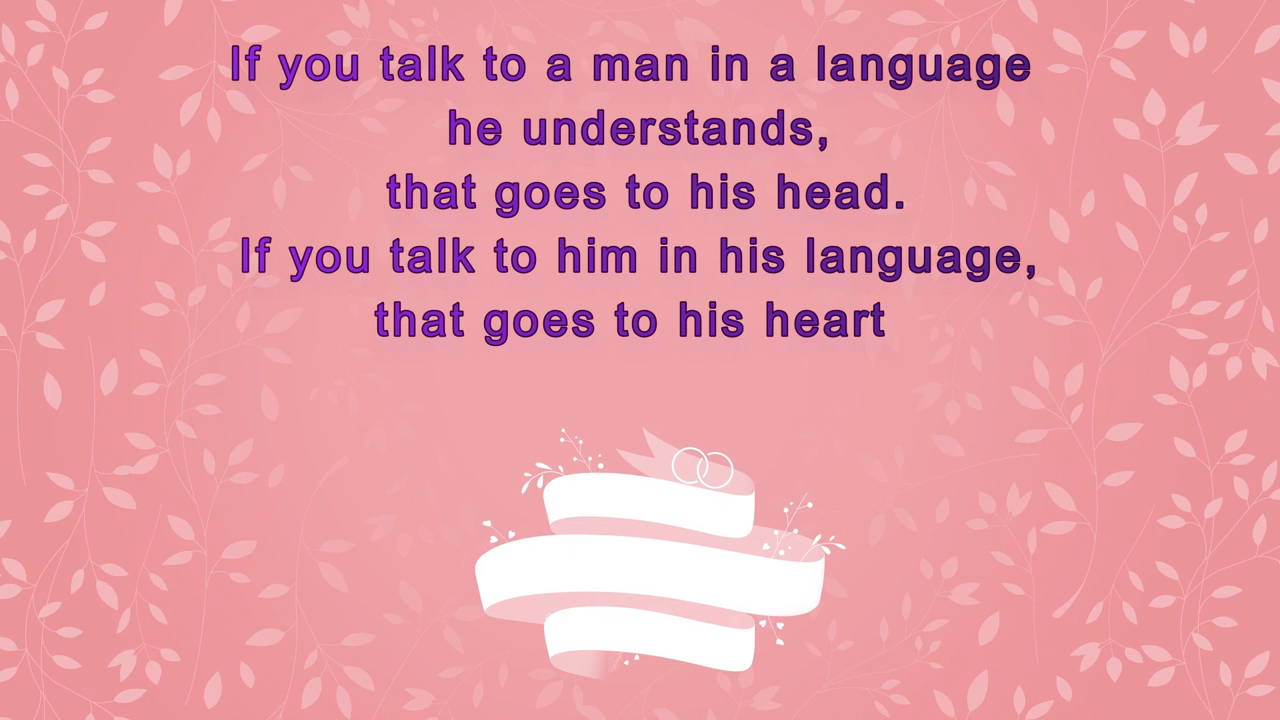 If you talk to a man in a language
he understands,
that goes to his head.
If you talk to him in his language,
that goes to his heart